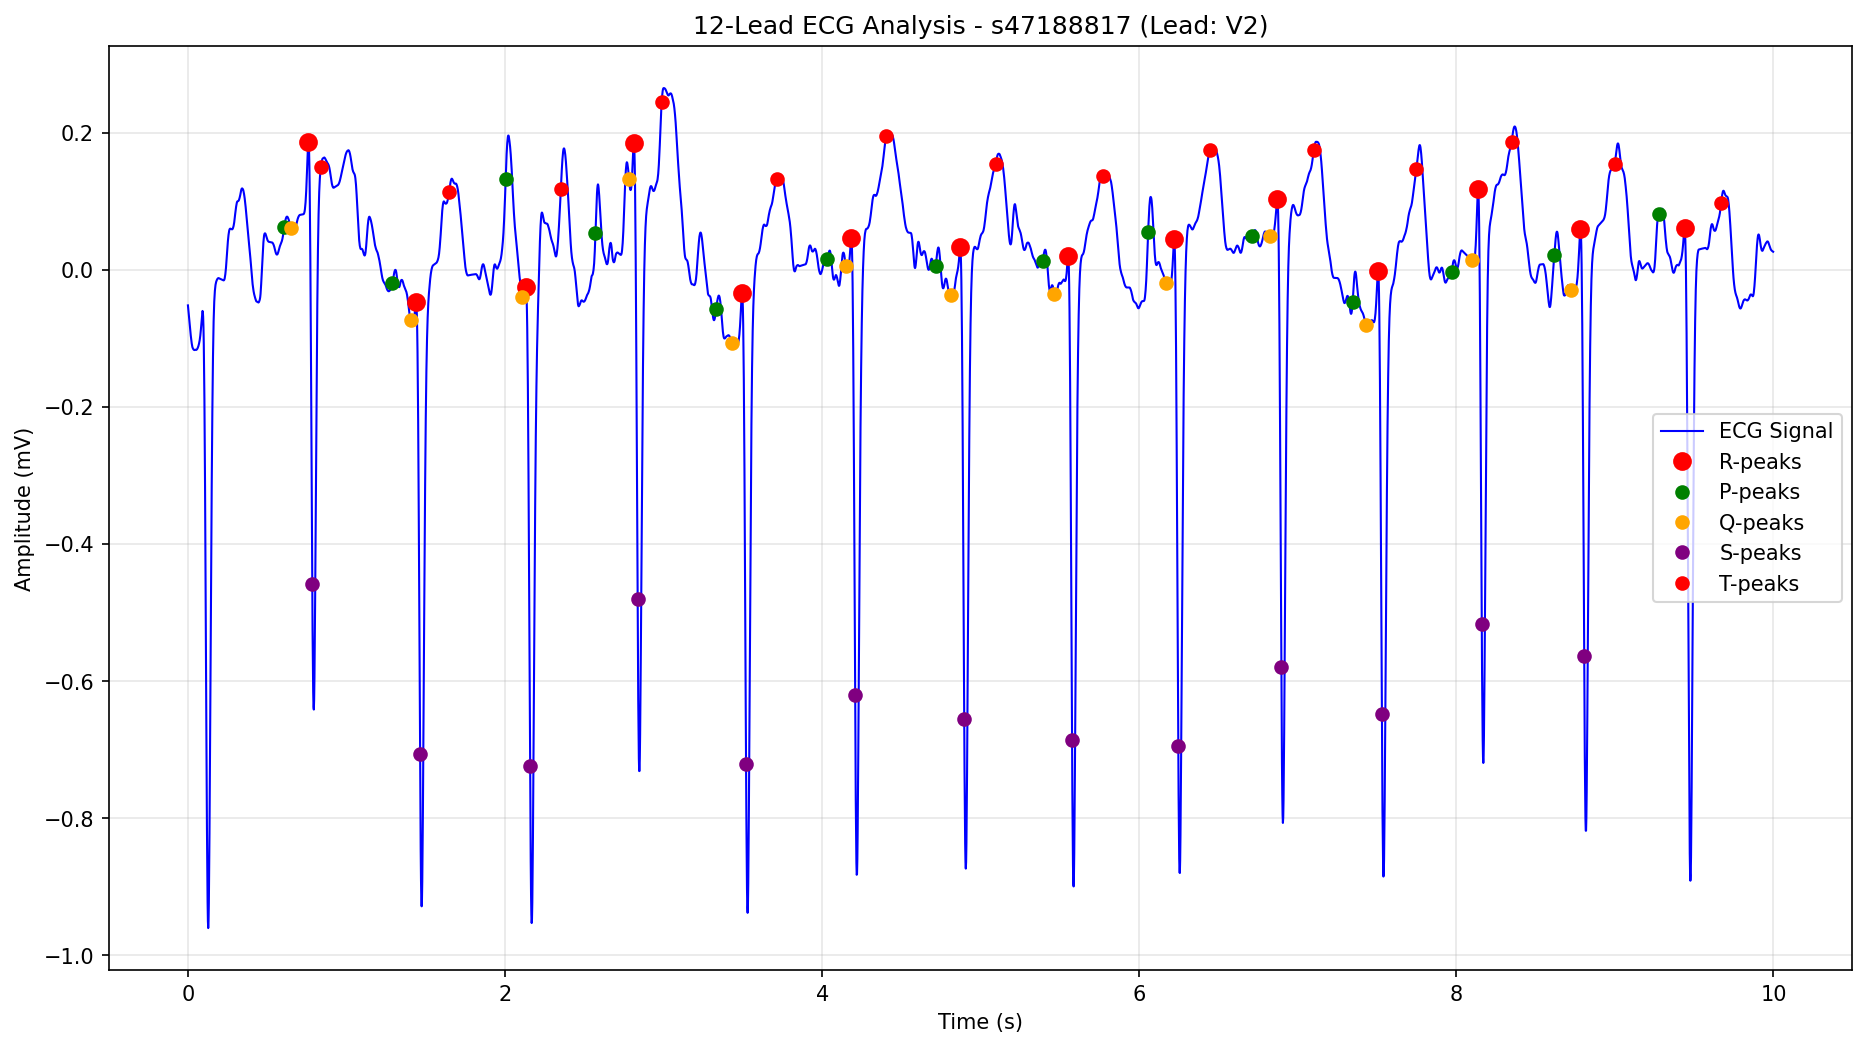 12-Lead ECG Analysis - s47188817 (Lead: V2)
Amplitude (mV)
0.2
0.0
−0.2
−0.4
−0.6
−0.8
−1.0
ECG Signal
R-peaks
P-peaks
Q-peaks
S-peaks
T-peaks
0 2 4 6 8 10
Time (s)